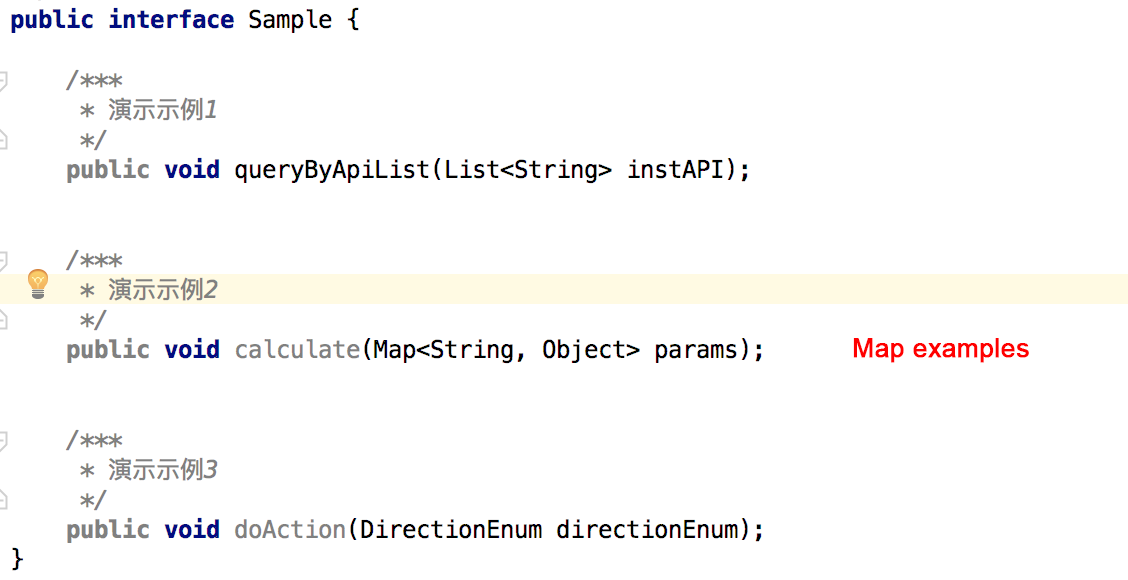 public interface Sample {
/***
* 演示示例1
*/
public void queryByApiList(List<String> instAPI);
/***
* 演示示例2
*/
public void calculate(Map<String, Object> params); Map examples
/***
* 演示示例3
*/
public void doAction(DirectionEnum directionEnum);
}